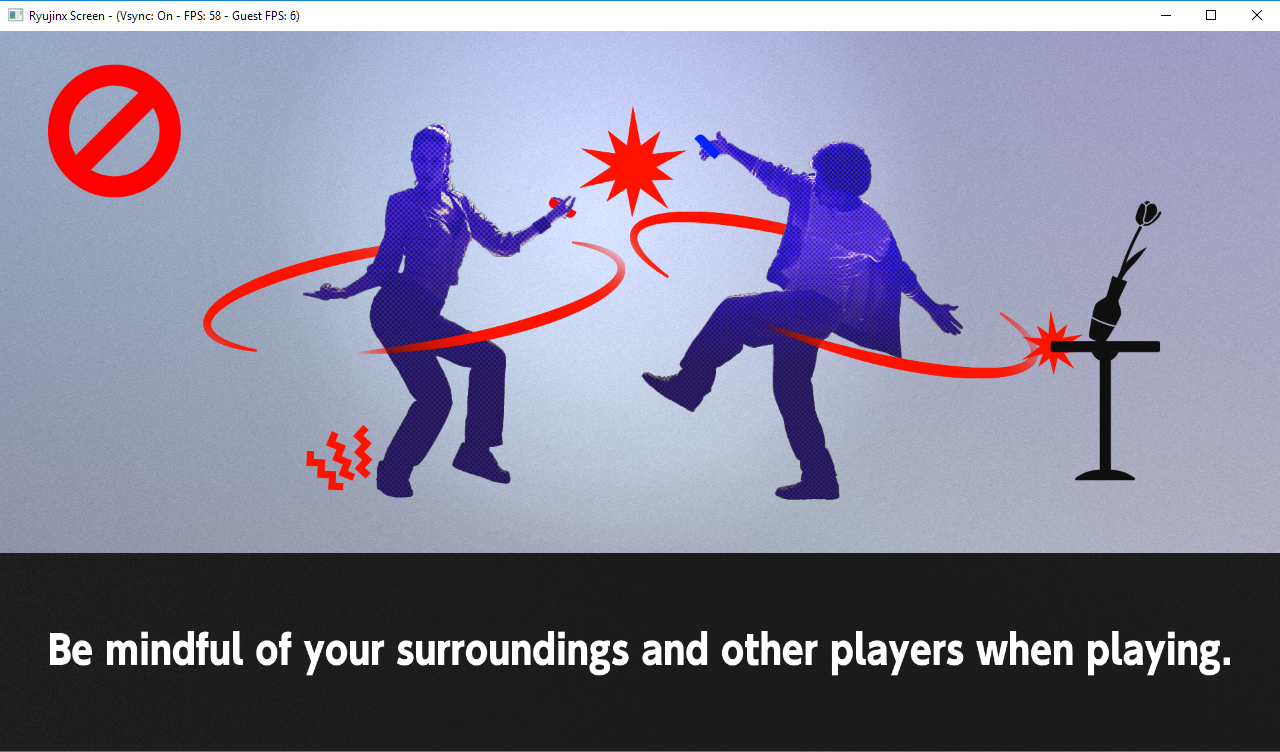 Ryujinx Screen - (Vsync: On - FPS: 58 - Guest FPS: 6)
Be mindful of your surroundings and other players when playing.